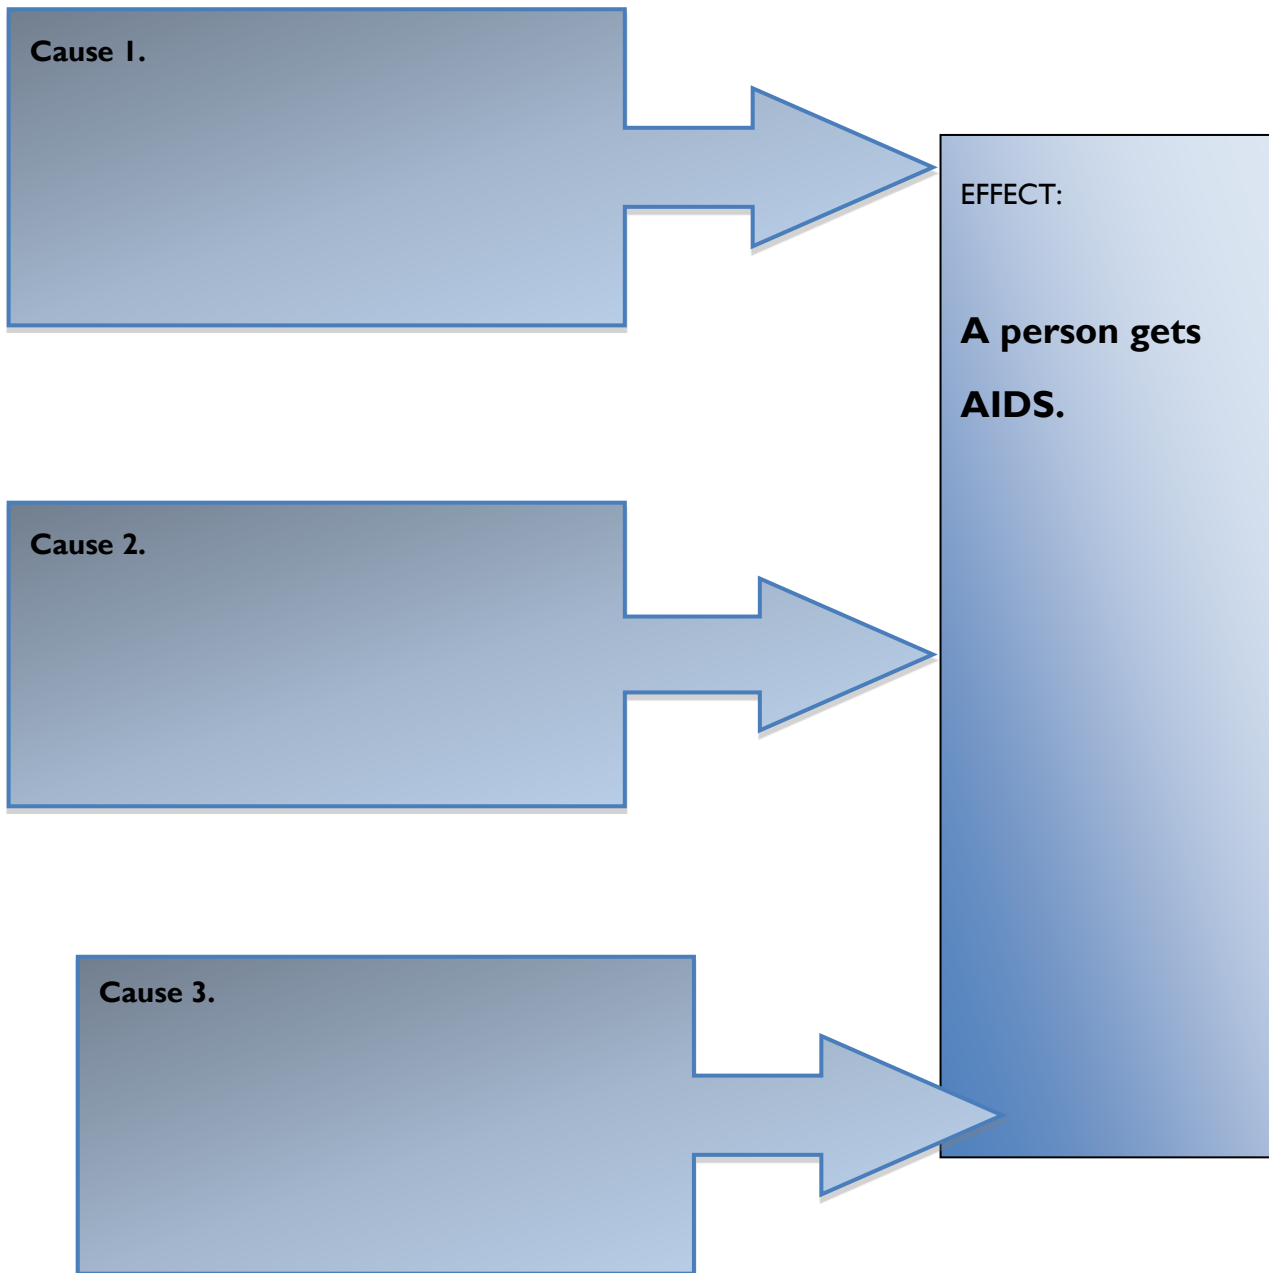 Cause 1.
EFFECT:
A person gets
AIDS.
Cause 2.
Cause 3.